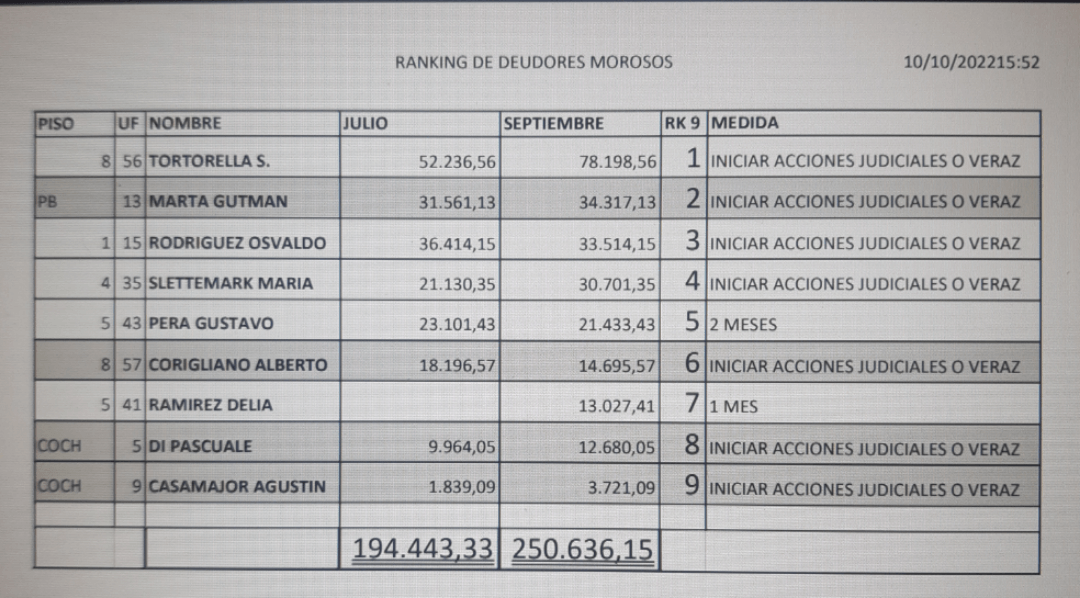 RANKING DE DEUDORES MOROSOS 10/10/202215:52
PISO UF NOMBRE JULIO SEPTIEMBRE RK 9 MEDIDA
8 56 TORTORELLA S. 52.236,56 78.198,56 1 INICIAR ACCIONES JUDICIALES O VERAZ
PB 13 MARTA GUTMAN 31.561,13 34.317,13 2 INICIAR ACCIONES JUDICIALES O VERAZ
1 15 RODRIGUEZ OSVALDO 36.414,15 33.514,15 3 INICIAR ACCIONES JUDICIALES O VERAZ
4 35 SLETTEMARK MARIA 21.130,35 30.701,35 4 INICIAR ACCIONES JUDICIALES O VERAZ
5 43 PERA GUSTAVO 23.101,43 21.433,43 5 2 MESES
8 57 CORIGLIANO ALBERTO 18.196,57 14.695,57 6 INICIAR ACCIONES JUDICIALES O VERAZ
5 41 RAMIREZ DELIA 13.027,41 7 1 MES
COCH 5 DI PASCUALE 9.964,05 12.680,05 8 INICIAR ACCIONES JUDICIALES O VERAZ
COCH 9 CASAMAJOR AGUSTIN 1.839,09 3.721,09 9 INICIAR ACCIONES JUDICIALES O VERAZ
194.443,33 250.636,15